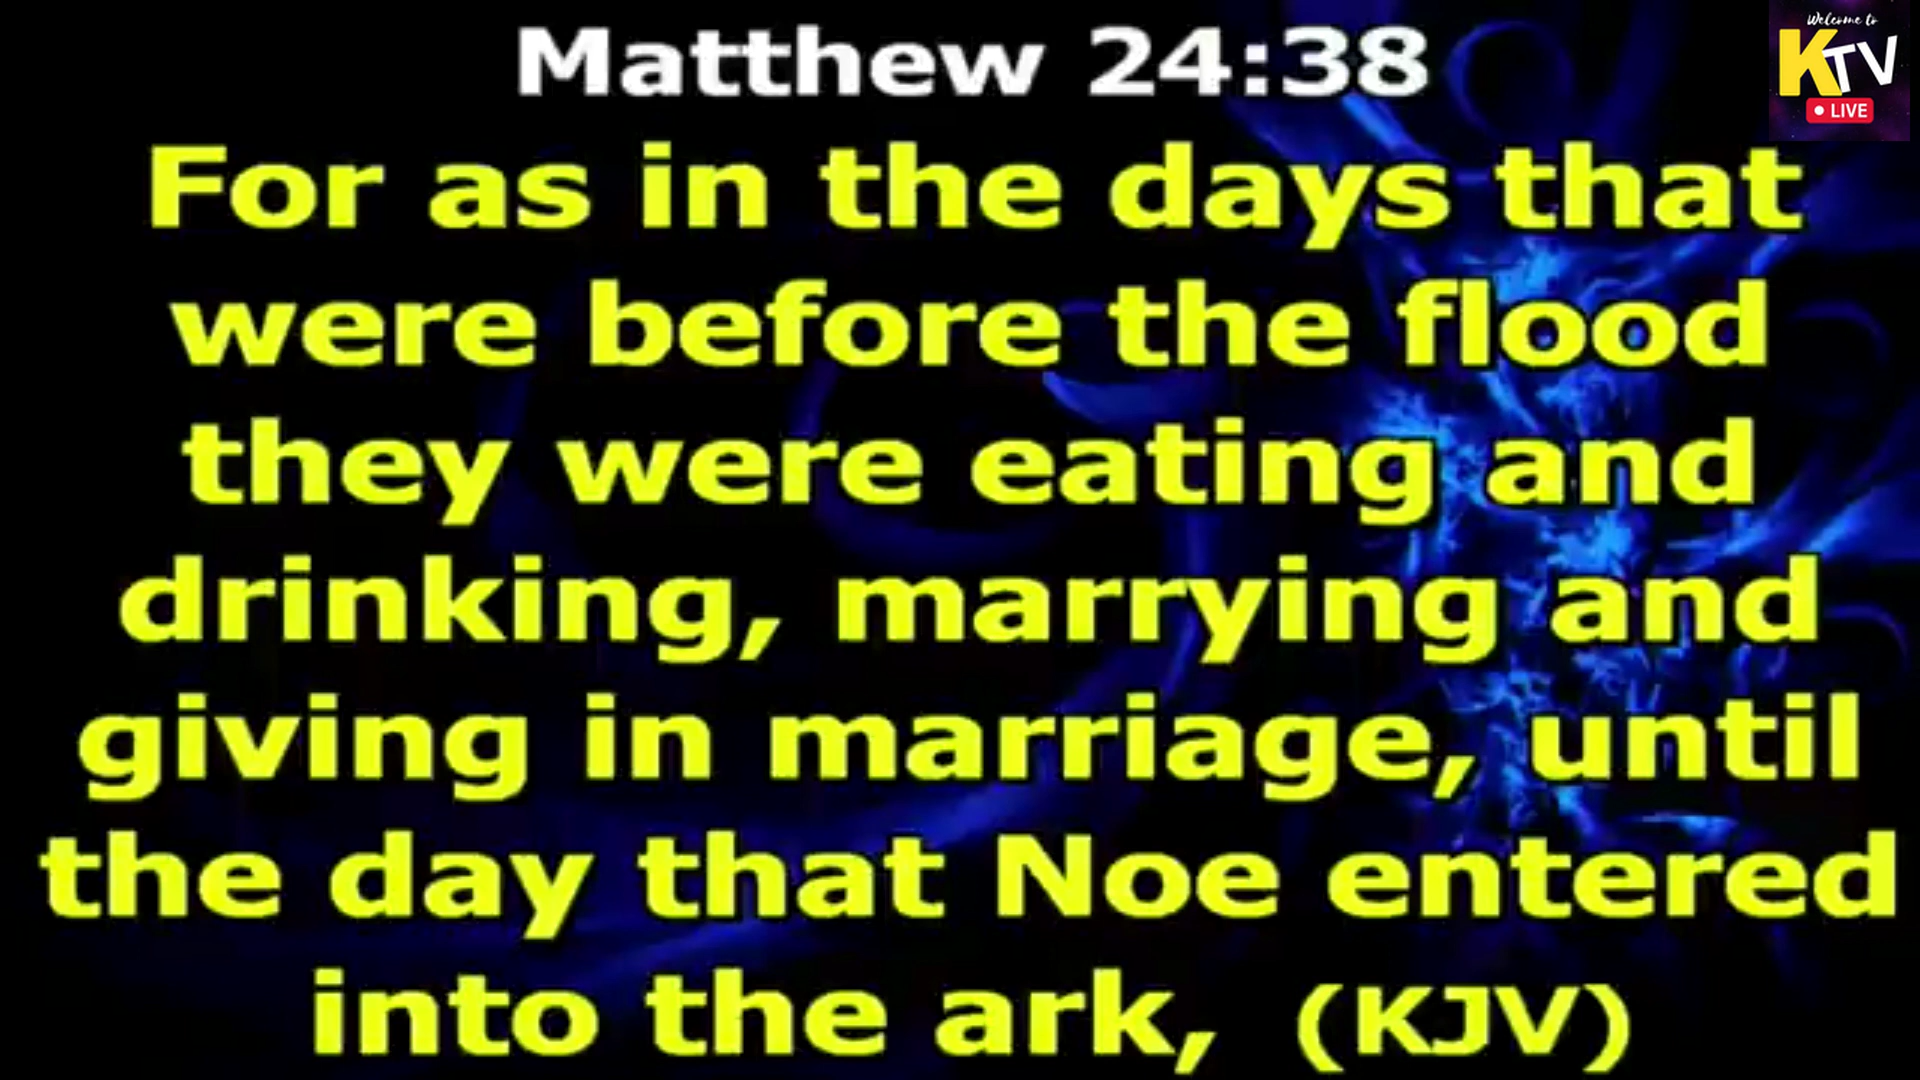 Matthew 24:38
Welcome to
KTV
LIVE
For as in the days that
were before the flood
they were eating and
drinking, marrying and
giving in marriage, until
the day that Noe entered
into the ark, (KJV)